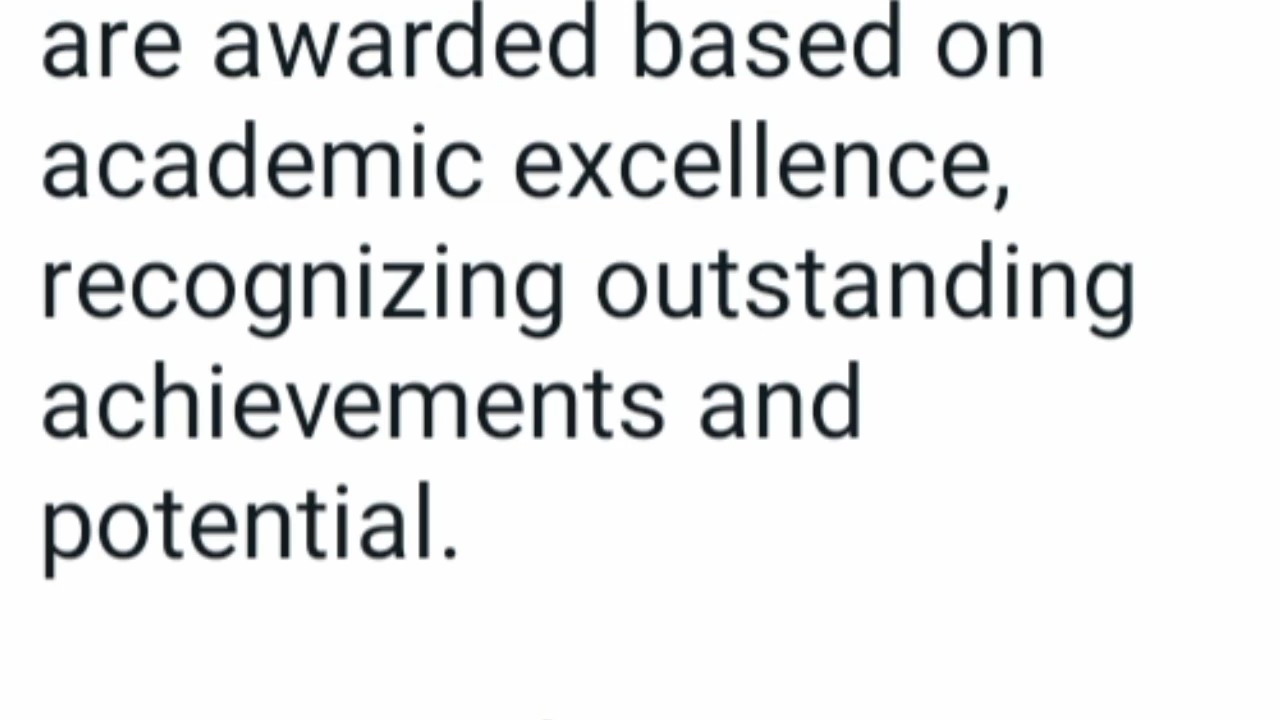 are awarded based on
academic excellence,
recognizing outstanding
achievements and
potential.